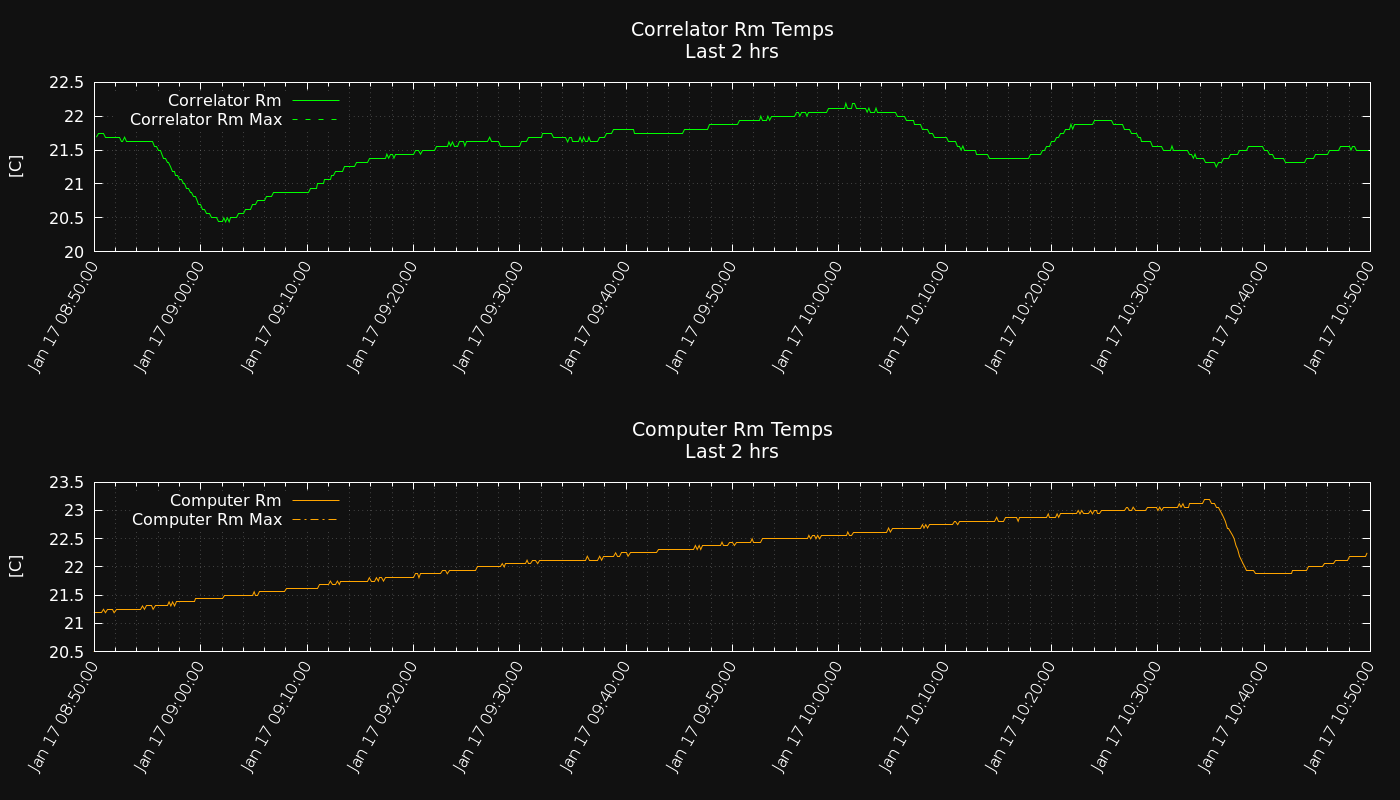 Correlator Rm Temps
Last 2 hrs
22.5
22
21.5
21
20.5
20
[C]
Correlator Rm
Correlator Rm Max
Jan 17 08:50:00
Jan 17 09:00:00
Jan 17 09:10:00
Jan 17 09:20:00
Jan 17 09:30:00
Jan 17 09:40:00
Jan 17 09:50:00
Jan 17 10:00:00
Jan 17 10:10:00
Jan 17 10:20:00
Jan 17 10:30:00
Jan 17 10:40:00
Jan 17 10:50:00
Computer Rm Temps
Last 2 hrs
23.5
23
22.5
22
21.5
21
20.5
[C]
Computer Rm
Computer Rm Max
Jan 17 08:50:00
Jan 17 09:00:00
Jan 17 09:10:00
Jan 17 09:20:00
Jan 17 09:30:00
Jan 17 09:40:00
Jan 17 09:50:00
Jan 17 10:00:00
Jan 17 10:10:00
Jan 17 10:20:00
Jan 17 10:30:00
Jan 17 10:40:00
Jan 17 10:50:00